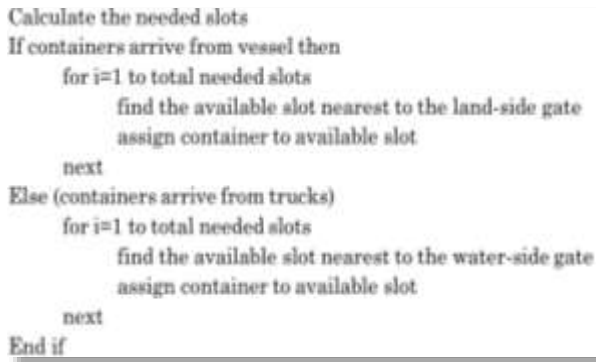 Calculate the needed slots
If containers arrive from vessel then
for i=1 to total needed slots
find the available slot nearest to the land-side gate
assign container to available slot
next
Else (containers arrive from trucks)
for i=1 to total needed slots
find the available slot nearest to the water-side gate
assign container to available slot
next
End if